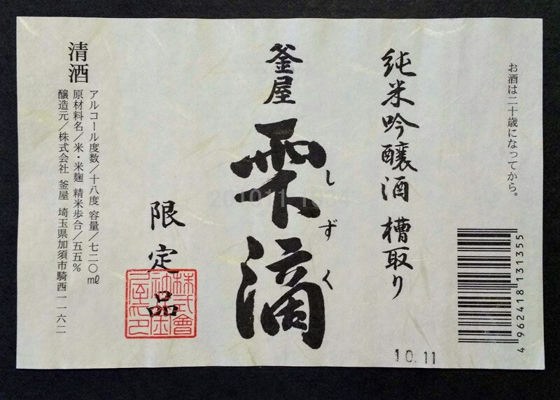 お酒は二十歳になってから。
純米吟醸酒 槽取り
釜屋
雫滴
しずく
限定品
清酒
アルコール度数/十八度 容量/七二〇ml
原材料名/米・米麹 精米歩合/五五%
醸造元/株式会社 釜屋 埼玉県加須市騎西一一六二
4 962418 131355
10.11